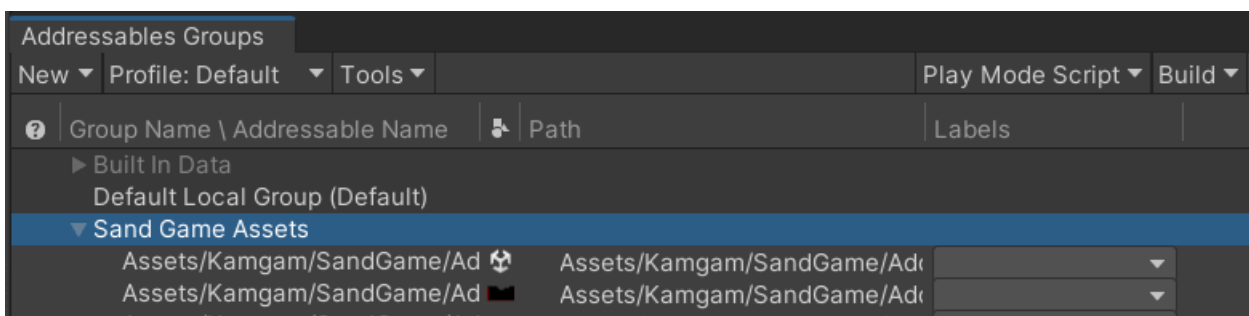 Addressables Groups
New Profile: Default Tools Play Mode Script Build
Group Name \ Addressable Name Path Labels
Built In Data
Default Local Group (Default)
Sand Game Assets
Assets/Kamgam/SandGame/Ad Assets/Kamgam/SandGame/Add
Assets/Kamgam/SandGame/Ad Assets/Kamgam/SandGame/Add